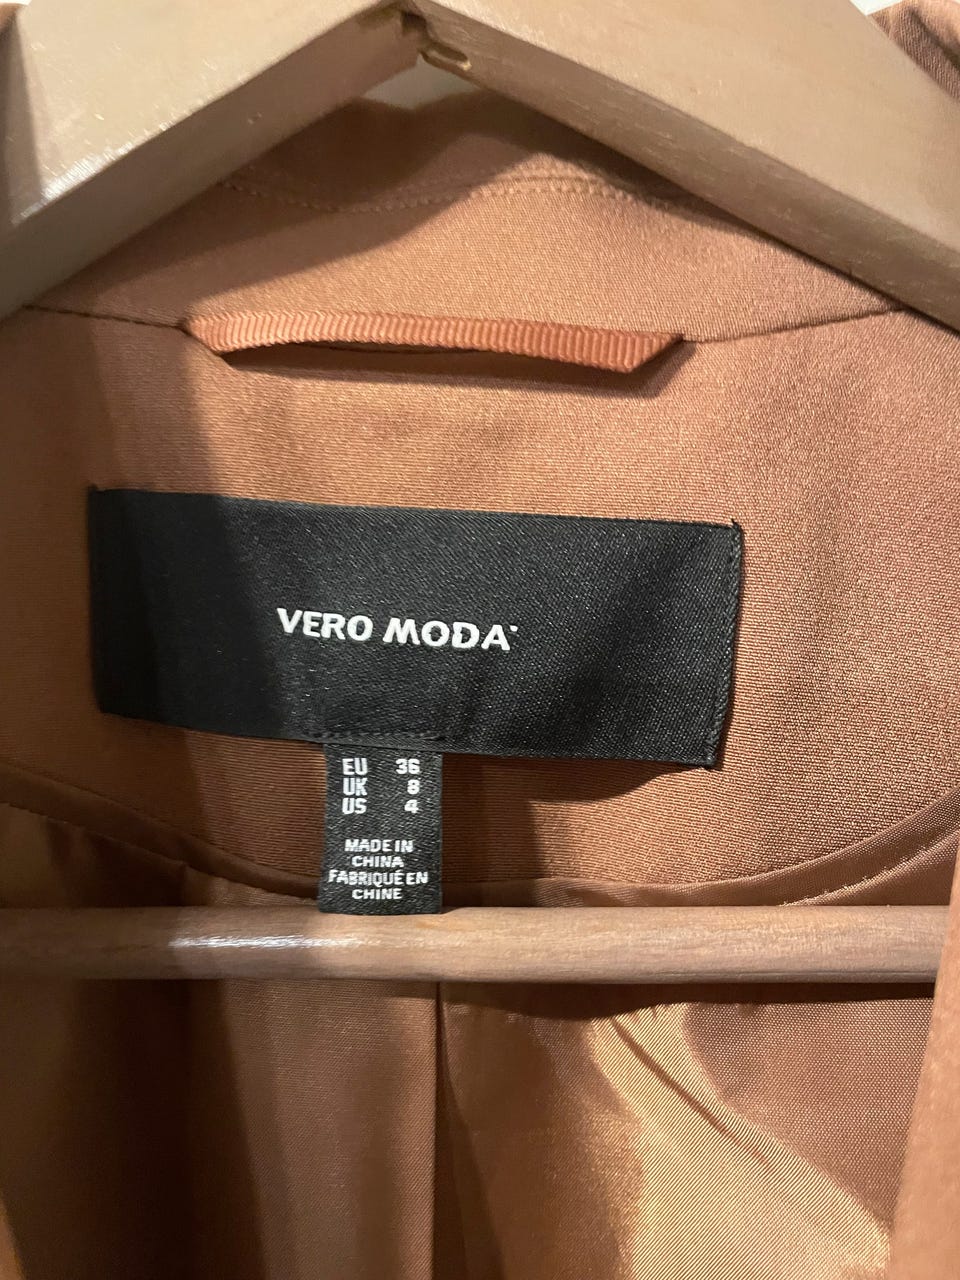 VERO MODA
EU 36
UK 8
US 4
MADE IN
CHINA
FABRIQUÉ EN
CHINE